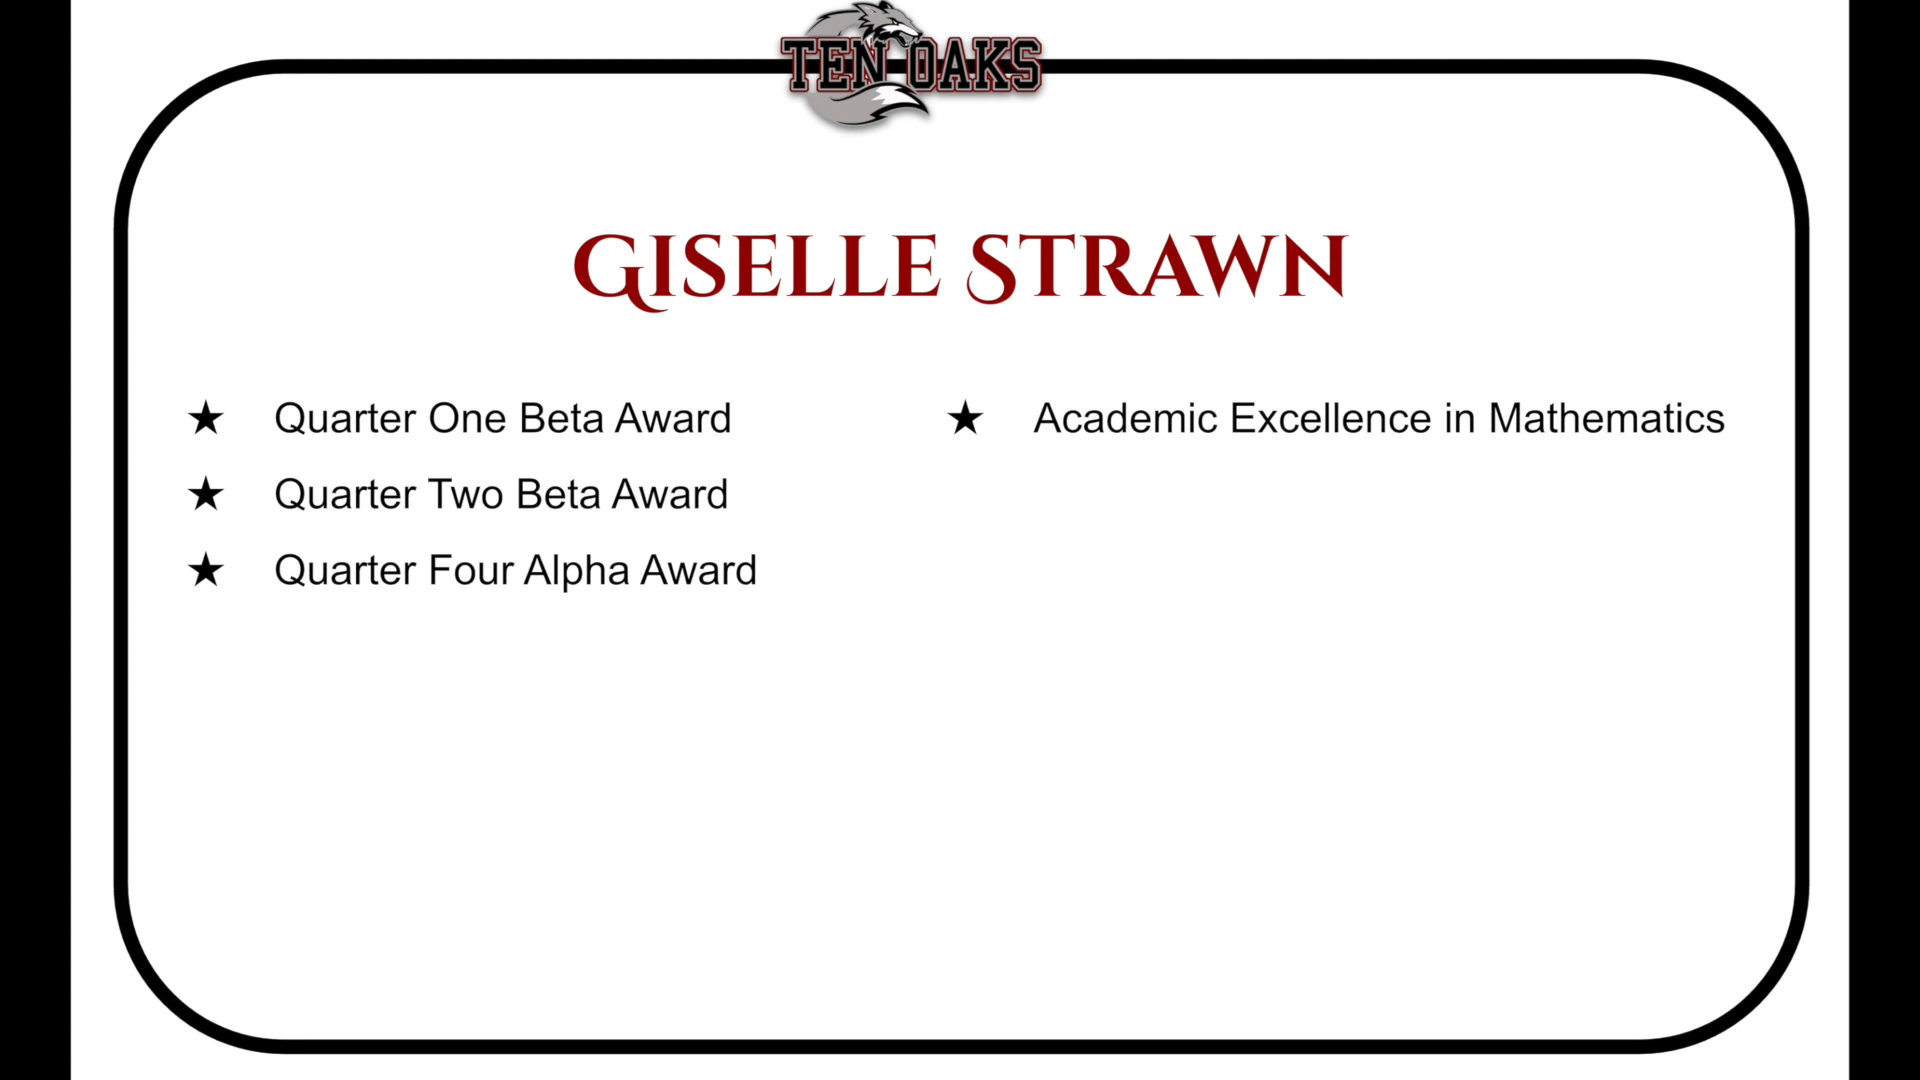 TEN OAKS
Giselle Strawn
★ Quarter One Beta Award
★ Quarter Two Beta Award
★ Quarter Four Alpha Award
★ Academic Excellence in Mathematics